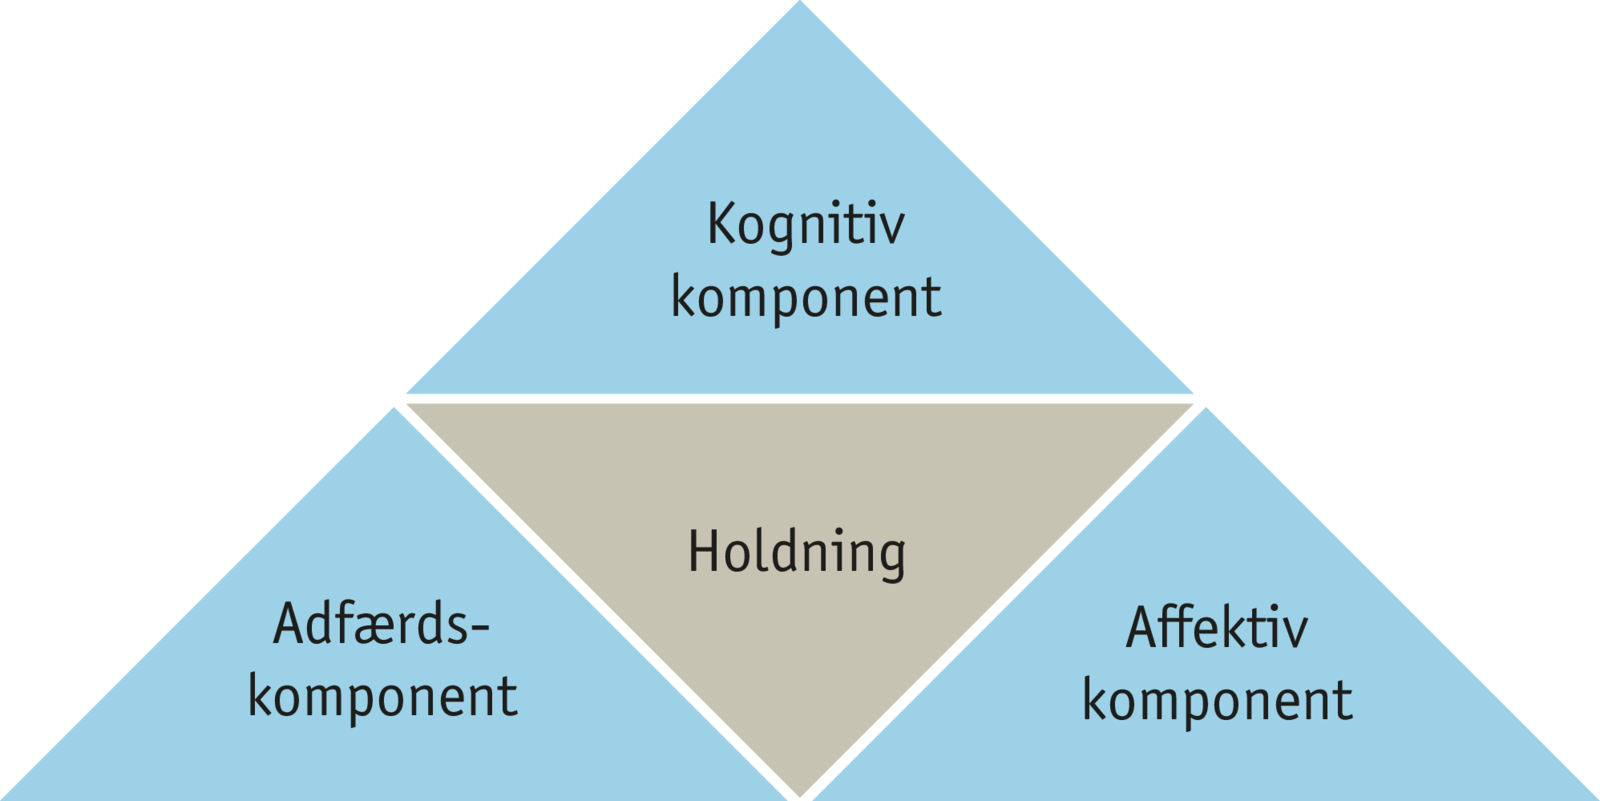 Kognitiv
komponent
Holdning
Adfærds-
komponent
Affektiv
komponent